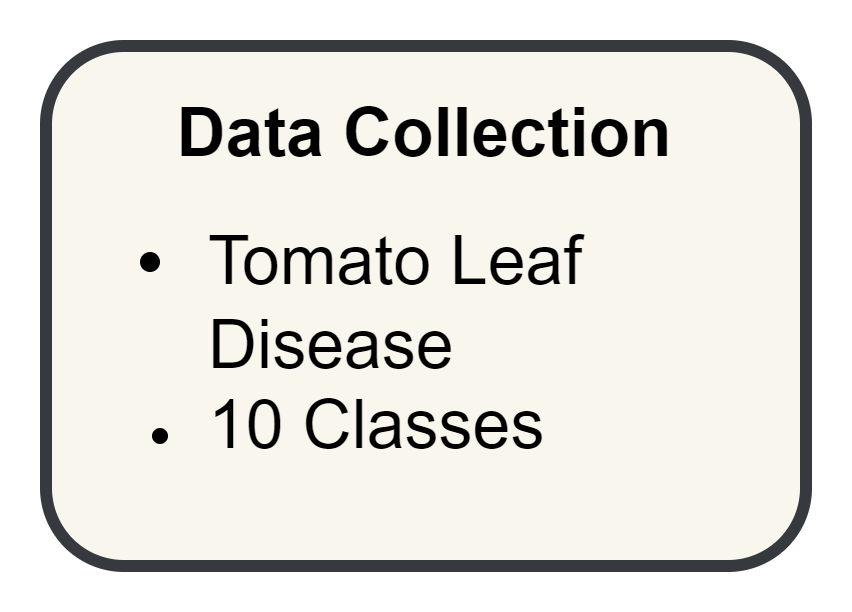 Data Collection
• Tomato Leaf
Disease
• 10 Classes